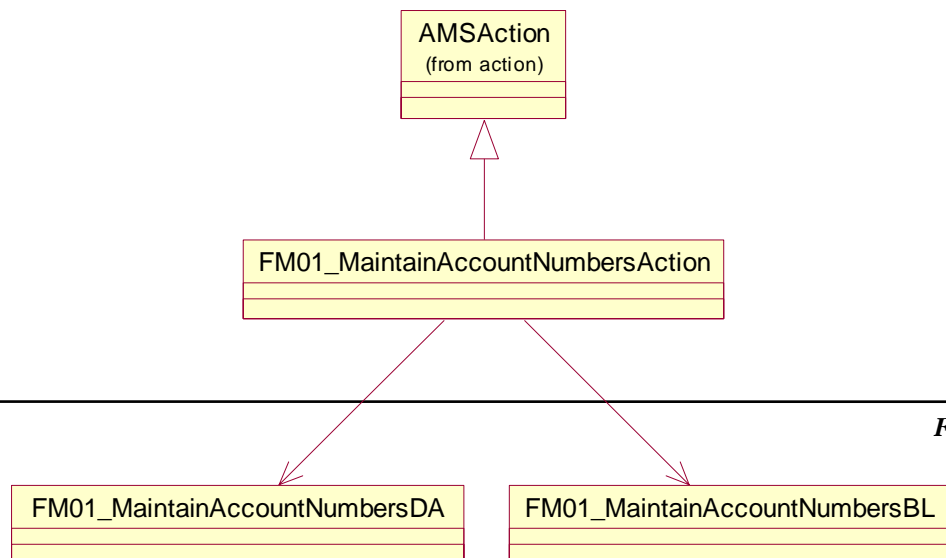 AMSAction
(from action)
FM01_MaintainAccountNumbersAction
F
FM01_MaintainAccountNumbersDA
FM01_MaintainAccountNumbersBL